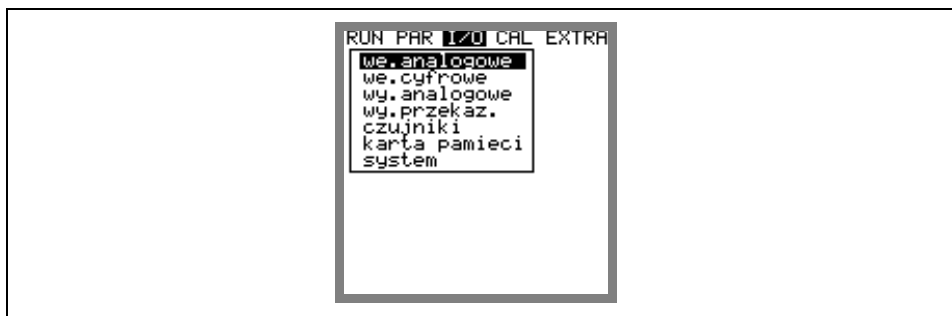 RUN PAR I/O CAL EXTRA
we.analogowe
we.cyfrowe
wy.analogowe
wy.przekaz.
czujniki
karta pamieci
system